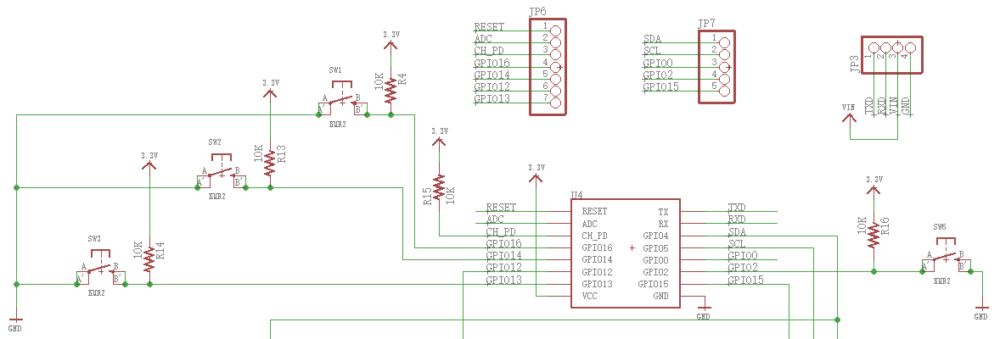 JP6
RESET 1
ADC 2
CH_PD 3
GPIO16 4
GPIO14 5
GPIO12 6
GPIO13 7
JP7
SDA 1
SCL 2
GPIO0 3
GPIO2 4
GPIO15 5
JP3
1 2 3 4
TXD RXD VIN GND
VIN
3.3V
10K R4
SW1
A B
A' B'
KMR2
3.3V
10K R13
SW2
A B
A' B'
KMR2
3.3V
10K R14
SW3
A B
A' B'
KMR2
GND
3.3V
R15 10K
3.3V
U4
RESET RESET TX TXD
ADC ADC RX RXD
CH_PD CH_PD GPIO4 SDA
GPIO16 GPIO16 GPIO5 SCL
GPIO14 GPIO14 GPIO0 GPIO0
GPIO12 GPIO12 GPIO2 GPIO2
GPIO13 GPIO13 GPIO15 GPIO15
VCC GND
GND
3.3V
10K R16
SW6
A B
A' B'
KMR2
GND